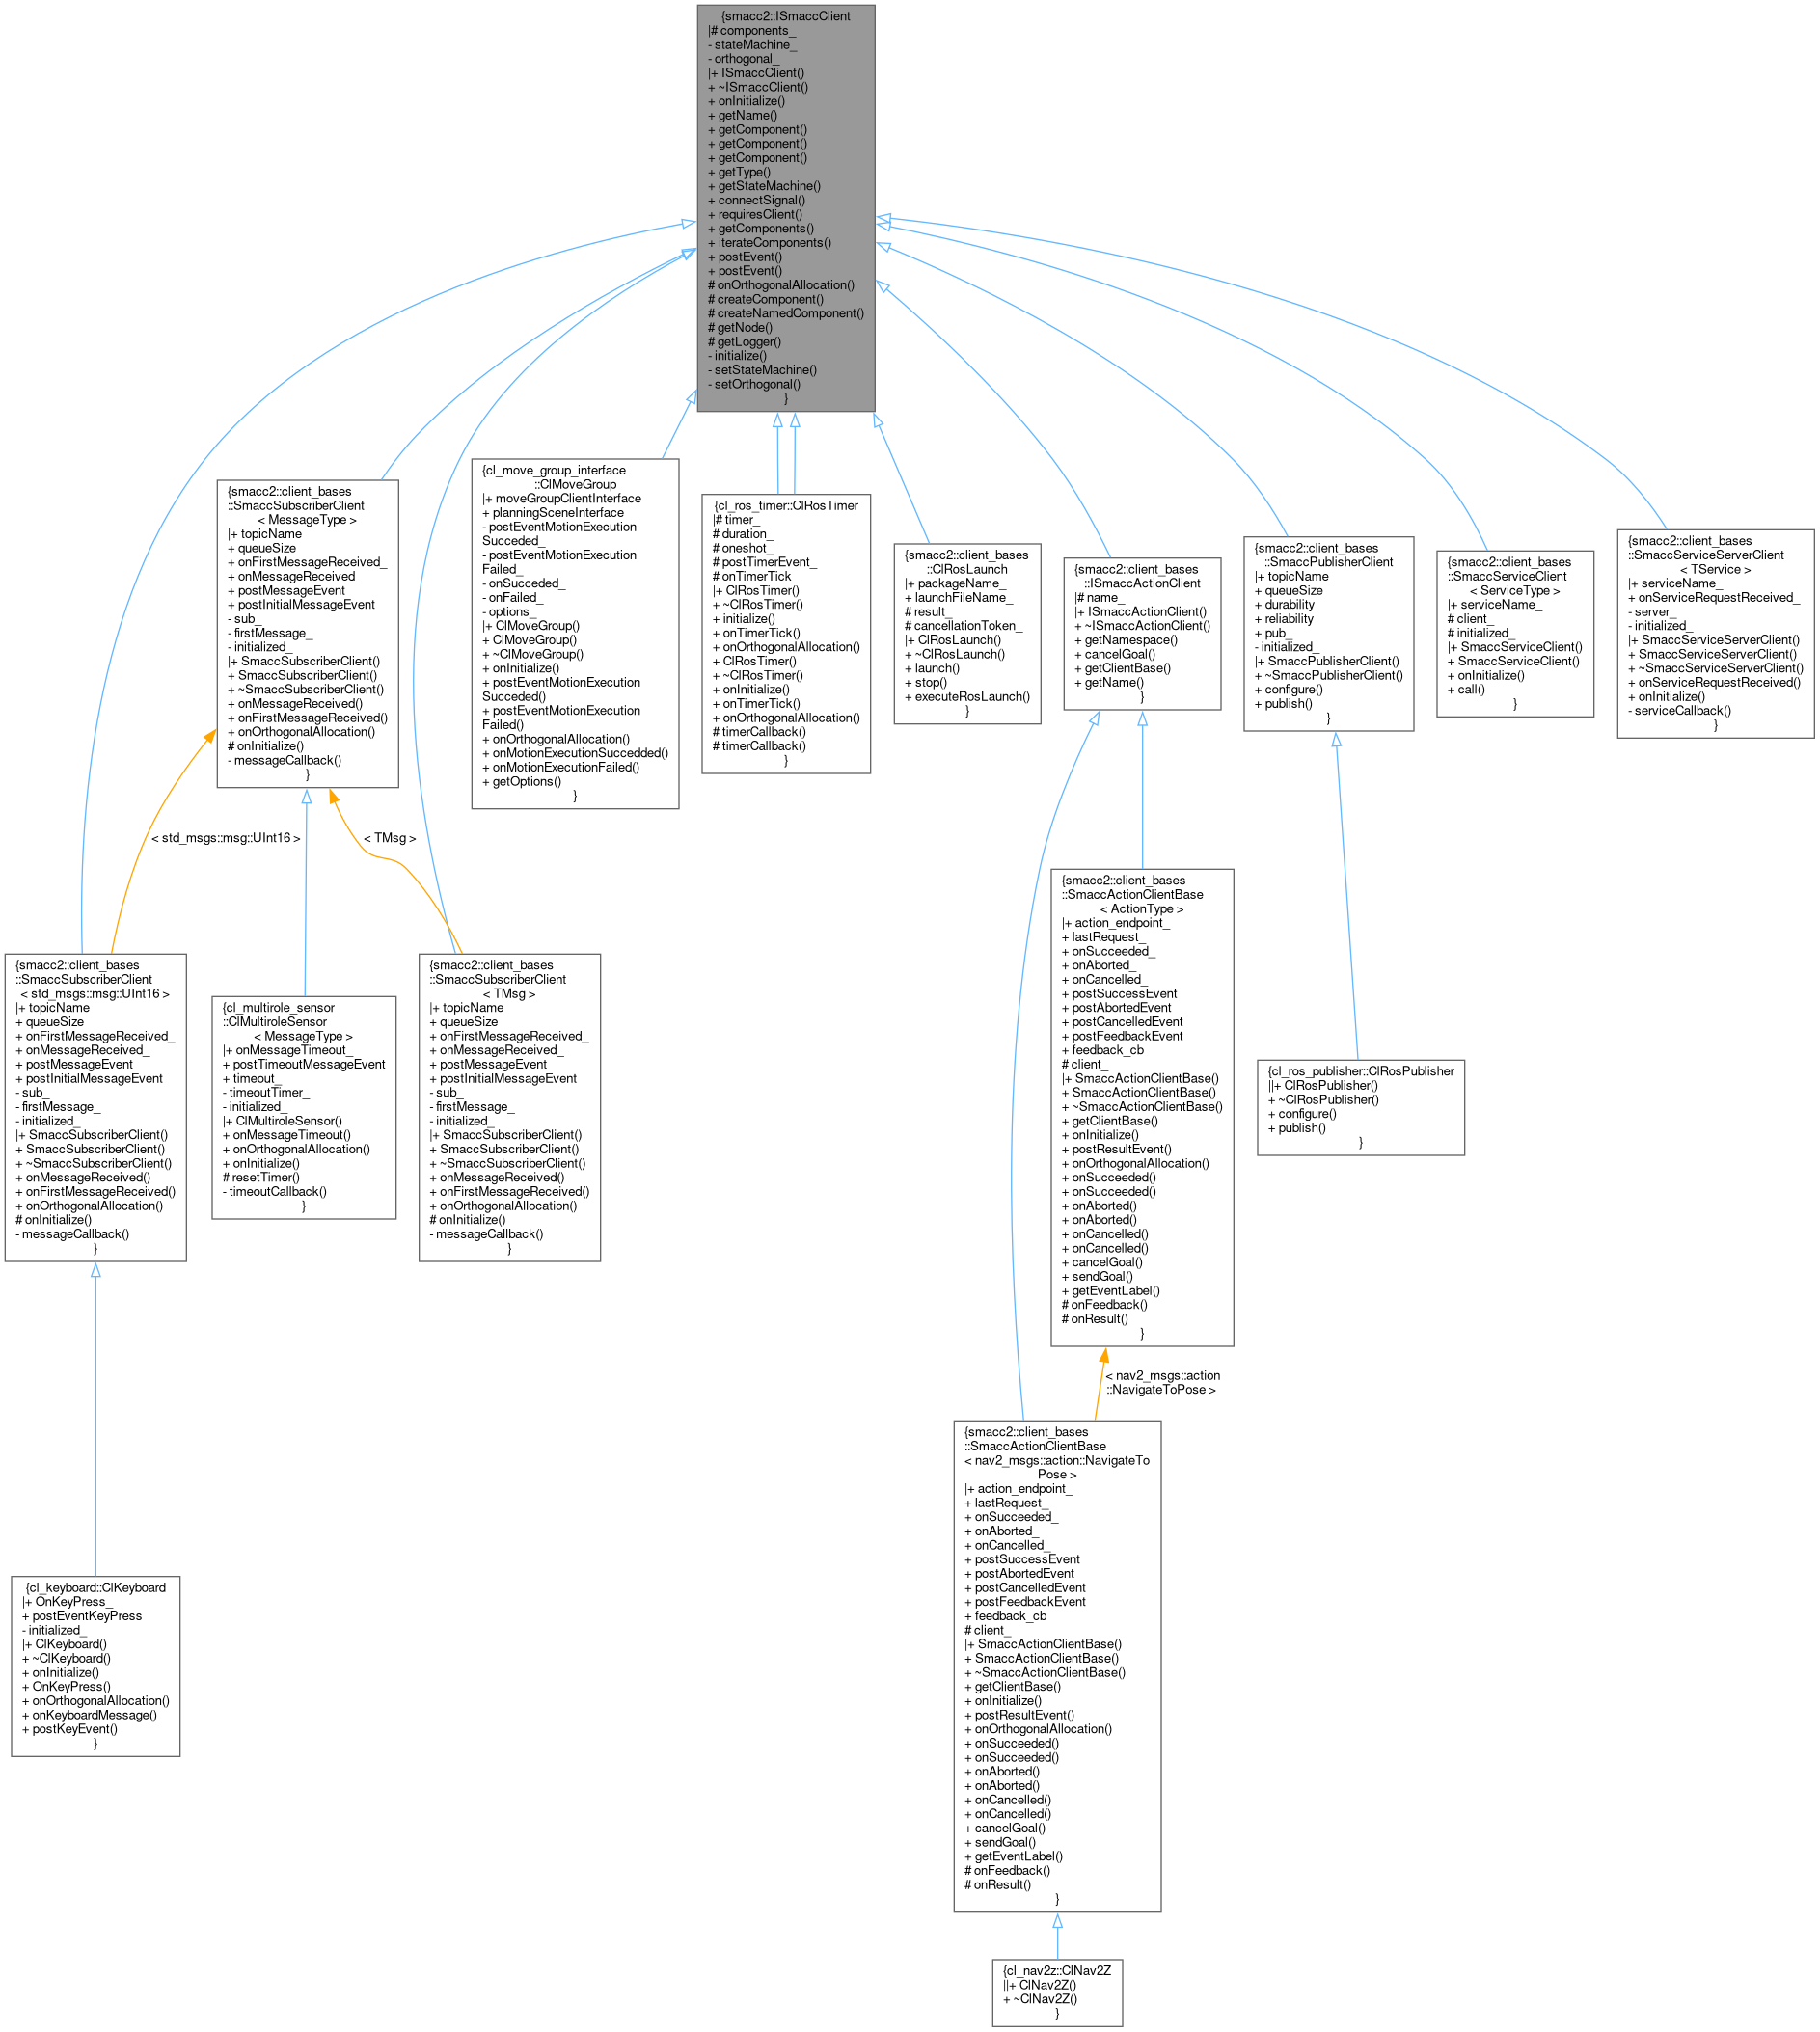 {smacc2::ISmaccClient
|# components_
- stateMachine_
- orthogonal_
|+ ISmaccClient()
+ ~ISmaccClient()
+ onInitialize()
+ getName()
+ getComponent()
+ getComponent()
+ getComponent()
+ getType()
+ getStateMachine()
+ connectSignal()
+ requiresClient()
+ getComponents()
+ iterateComponents()
+ postEvent()
+ postEvent()
# onOrthogonalAllocation()
# createComponent()
# createNamedComponent()
# getNode()
# getLogger()
- initialize()
- setStateMachine()
- setOrthogonal()
}
{smacc2::client_bases
::SmaccSubscriberClient
< MessageType >
|+ topicName
+ queueSize
+ onFirstMessageReceived_
+ onMessageReceived_
+ postMessageEvent
+ postInitialMessageEvent
- sub_
- firstMessage_
- initialized_
|+ SmaccSubscriberClient()
+ SmaccSubscriberClient()
+ ~SmaccSubscriberClient()
+ onMessageReceived()
+ onFirstMessageReceived()
+ onOrthogonalAllocation()
# onInitialize()
- messageCallback()
}
{cl_move_group_interface
::ClMoveGroup
|+ moveGroupClientInterface
+ planningSceneInterface
- postEventMotionExecution
Succeded_
- postEventMotionExecution
Failed_
- onSucceded_
- onFailed_
- options_
|+ ClMoveGroup()
+ ClMoveGroup()
+ ~ClMoveGroup()
+ onInitialize()
+ postEventMotionExecution
Succeded()
+ postEventMotionExecution
Failed()
+ onOrthogonalAllocation()
+ onMotionExecutionSuccedded()
+ onMotionExecutionFailed()
+ getOptions()
}
{cl_ros_timer::ClRosTimer
|# timer_
# duration_
# oneshot_
# postTimerEvent_
# onTimerTick_
|+ ClRosTimer()
+ ~ClRosTimer()
+ initialize()
+ onTimerTick()
+ onOrthogonalAllocation()
+ ClRosTimer()
+ ~ClRosTimer()
+ onInitialize()
+ onTimerTick()
+ onOrthogonalAllocation()
# timerCallback()
# timerCallback()
}
{smacc2::client_bases
::ClRosLaunch
|+ packageName_
+ launchFileName_
# result_
# cancellationToken_
|+ ClRosLaunch()
+ ~ClRosLaunch()
+ launch()
+ stop()
+ executeRosLaunch()
}
{smacc2::client_bases
::ISmaccActionClient
|# name_
|+ ISmaccActionClient()
+ ~ISmaccActionClient()
+ getNamespace()
+ cancelGoal()
+ getClientBase()
+ getName()
}
{smacc2::client_bases
::SmaccPublisherClient
|+ topicName
+ queueSize
+ durability
+ reliability
+ pub_
- initialized_
|+ SmaccPublisherClient()
+ ~SmaccPublisherClient()
+ configure()
+ publish()
}
{smacc2::client_bases
::SmaccServiceClient
< ServiceType >
|+ serviceName_
# client_
# initialized_
|+ SmaccServiceClient()
+ SmaccServiceClient()
+ onInitialize()
+ call()
}
{smacc2::client_bases
::SmaccServiceServerClient
< TService >
|+ serviceName_
+ onServiceRequestReceived_
- server_
- initialized_
|+ SmaccServiceServerClient()
+ SmaccServiceServerClient()
+ ~SmaccServiceServerClient()
+ onServiceRequestReceived()
+ onInitialize()
- serviceCallback()
}
< std_msgs::msg::UInt16 >
< TMsg >
{smacc2::client_bases
::SmaccSubscriberClient
< std_msgs::msg::UInt16 >
|+ topicName
+ queueSize
+ onFirstMessageReceived_
+ onMessageReceived_
+ postMessageEvent
+ postInitialMessageEvent
- sub_
- firstMessage_
- initialized_
|+ SmaccSubscriberClient()
+ SmaccSubscriberClient()
+ ~SmaccSubscriberClient()
+ onMessageReceived()
+ onFirstMessageReceived()
+ onOrthogonalAllocation()
# onInitialize()
- messageCallback()
}
{cl_multirole_sensor
::ClMultiroleSensor
< MessageType >
|+ onMessageTimeout_
+ postTimeoutMessageEvent
+ timeout_
- timeoutTimer_
- initialized_
|+ ClMultiroleSensor()
+ onMessageTimeout()
+ onOrthogonalAllocation()
+ onInitialize()
# resetTimer()
- timeoutCallback()
}
{smacc2::client_bases
::SmaccSubscriberClient
< TMsg >
|+ topicName
+ queueSize
+ onFirstMessageReceived_
+ onMessageReceived_
+ postMessageEvent
+ postInitialMessageEvent
- sub_
- firstMessage_
- initialized_
|+ SmaccSubscriberClient()
+ SmaccSubscriberClient()
+ ~SmaccSubscriberClient()
+ onMessageReceived()
+ onFirstMessageReceived()
+ onOrthogonalAllocation()
# onInitialize()
- messageCallback()
}
{smacc2::client_bases
::SmaccActionClientBase
< ActionType >
|+ action_endpoint_
+ lastRequest_
+ onSucceeded_
+ onAborted_
+ onCancelled_
+ postSuccessEvent
+ postAbortedEvent
+ postCancelledEvent
+ postFeedbackEvent
+ feedback_cb
# client_
|+ SmaccActionClientBase()
+ SmaccActionClientBase()
+ ~SmaccActionClientBase()
+ getClientBase()
+ onInitialize()
+ postResultEvent()
+ onOrthogonalAllocation()
+ onSucceeded()
+ onSucceeded()
+ onAborted()
+ onAborted()
+ onCancelled()
+ onCancelled()
+ cancelGoal()
+ sendGoal()
+ getEventLabel()
# onFeedback()
# onResult()
}
{cl_ros_publisher::ClRosPublisher
||+ ClRosPublisher()
+ ~ClRosPublisher()
+ configure()
+ publish()
}
< nav2_msgs::action
::NavigateToPose >
{smacc2::client_bases
::SmaccActionClientBase
< nav2_msgs::action::NavigateTo
Pose >
|+ action_endpoint_
+ lastRequest_
+ onSucceeded_
+ onAborted_
+ onCancelled_
+ postSuccessEvent
+ postAbortedEvent
+ postCancelledEvent
+ postFeedbackEvent
+ feedback_cb
# client_
|+ SmaccActionClientBase()
+ SmaccActionClientBase()
+ ~SmaccActionClientBase()
+ getClientBase()
+ onInitialize()
+ postResultEvent()
+ onOrthogonalAllocation()
+ onSucceeded()
+ onSucceeded()
+ onAborted()
+ onAborted()
+ onCancelled()
+ onCancelled()
+ cancelGoal()
+ sendGoal()
+ getEventLabel()
# onFeedback()
# onResult()
}
{cl_keyboard::ClKeyboard
|+ OnKeyPress_
+ postEventKeyPress
- initialized_
|+ ClKeyboard()
+ ~ClKeyboard()
+ onInitialize()
+ OnKeyPress()
+ onOrthogonalAllocation()
+ onKeyboardMessage()
+ postKeyEvent()
}
{cl_nav2z::ClNav2Z
||+ ClNav2Z()
+ ~ClNav2Z()
}